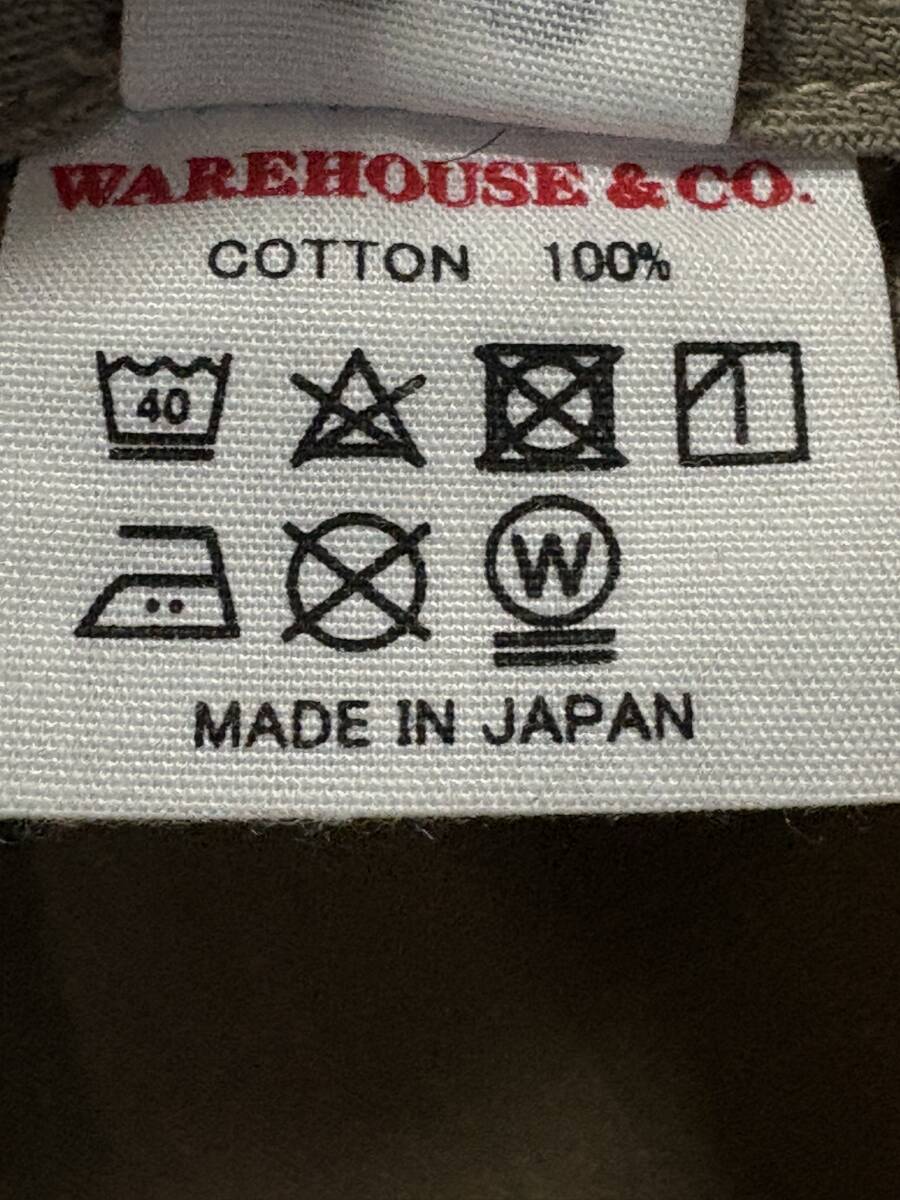 WAREHOUSE & CO.
COTTON 100%
40
W
MADE IN JAPAN